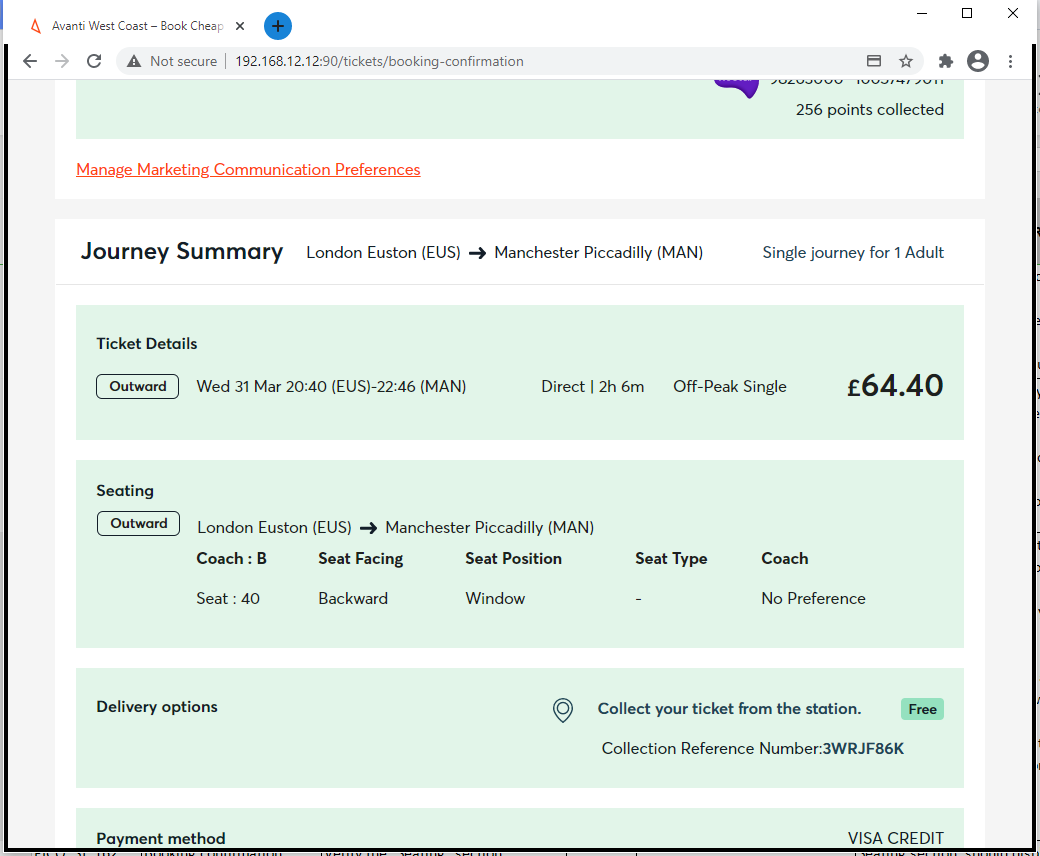 Avanti West Coast – Book Cheap
Not secure | 192.168.12.12:90/tickets/booking-confirmation
256 points collected
Manage Marketing Communication Preferences
Journey Summary London Euston (EUS) → Manchester Piccadilly (MAN) Single journey for 1 Adult
Ticket Details
Outward Wed 31 Mar 20:40 (EUS)-22:46 (MAN) Direct | 2h 6m Off-Peak Single £64.40
Seating
Outward London Euston (EUS) → Manchester Piccadilly (MAN)
Coach : B Seat Facing Seat Position Seat Type Coach
Seat : 40 Backward Window - No Preference
Delivery options Collect your ticket from the station. Free
Collection Reference Number:3WRJF86K
Payment method VISA CREDIT